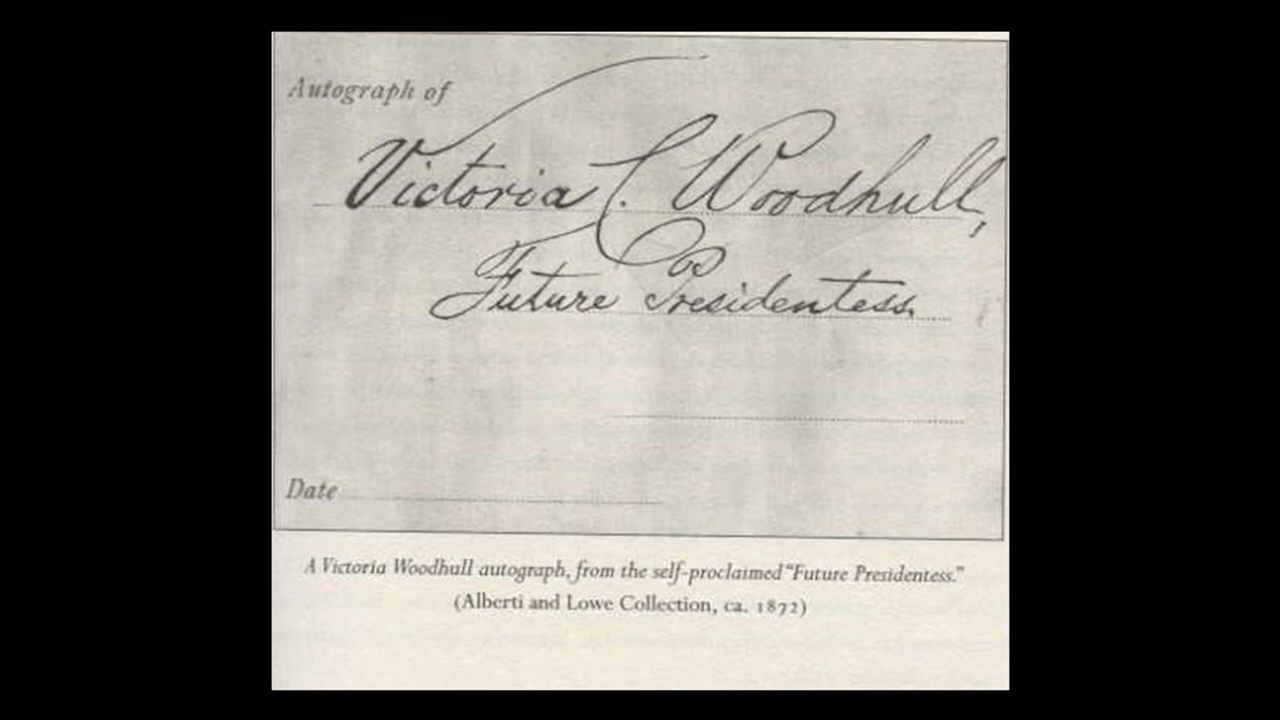 Autograph of
Victoria C. Woodhull,
Future Presidentess.
Date
A Victoria Woodhull autograph, from the self-proclaimed “Future Presidentess.”
(Alberti and Lowe Collection, ca. 1872)